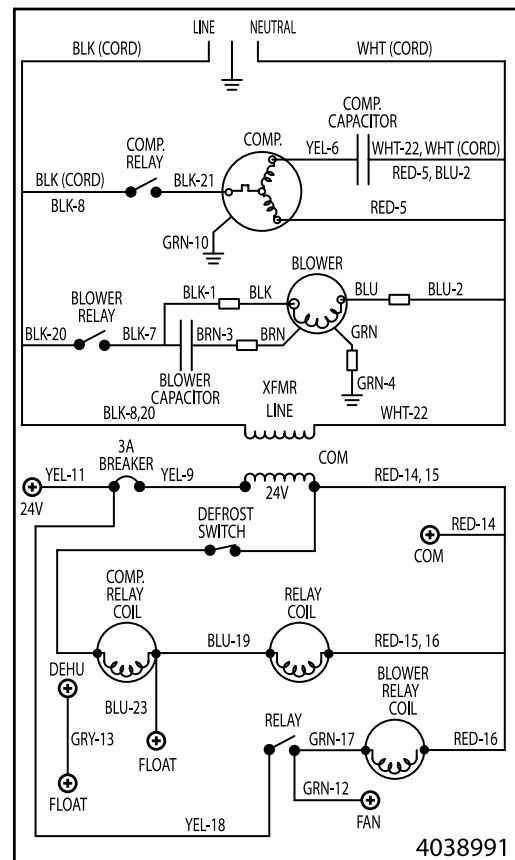 LINE NEUTRAL
BLK (CORD)
WHT (CORD)
COMP.
CAPACITOR
COMP.
RELAY
COMP.
YEL-6
WHT-22, WHT (CORD)
RED-5, BLU-2
BLK (CORD)
BLK-8
BLK-21
RED-5
GRN-10
BLOWER
BLOWER
RELAY
BLK-1
BLK
BLU
BLU-2
BLK-20
BLK-7
BRN-3
BRN
GRN
BLOWER
CAPACITOR
GRN-4
XFMR
LINE
BLK-8,20
WHT-22
3A
BREAKER
COM
YEL-11
YEL-9
24V
RED-14, 15
24V
DEFROST
SWITCH
RED-14
COM
COMP.
RELAY
COIL
RELAY
COIL
BLU-19
RED-15, 16
DEHU
BLU-23
BLOWER
RELAY
COIL
GRY-13
FLOAT
RELAY
GRN-17
RED-16
FLOAT
GRN-12
FAN
YEL-18
4038991